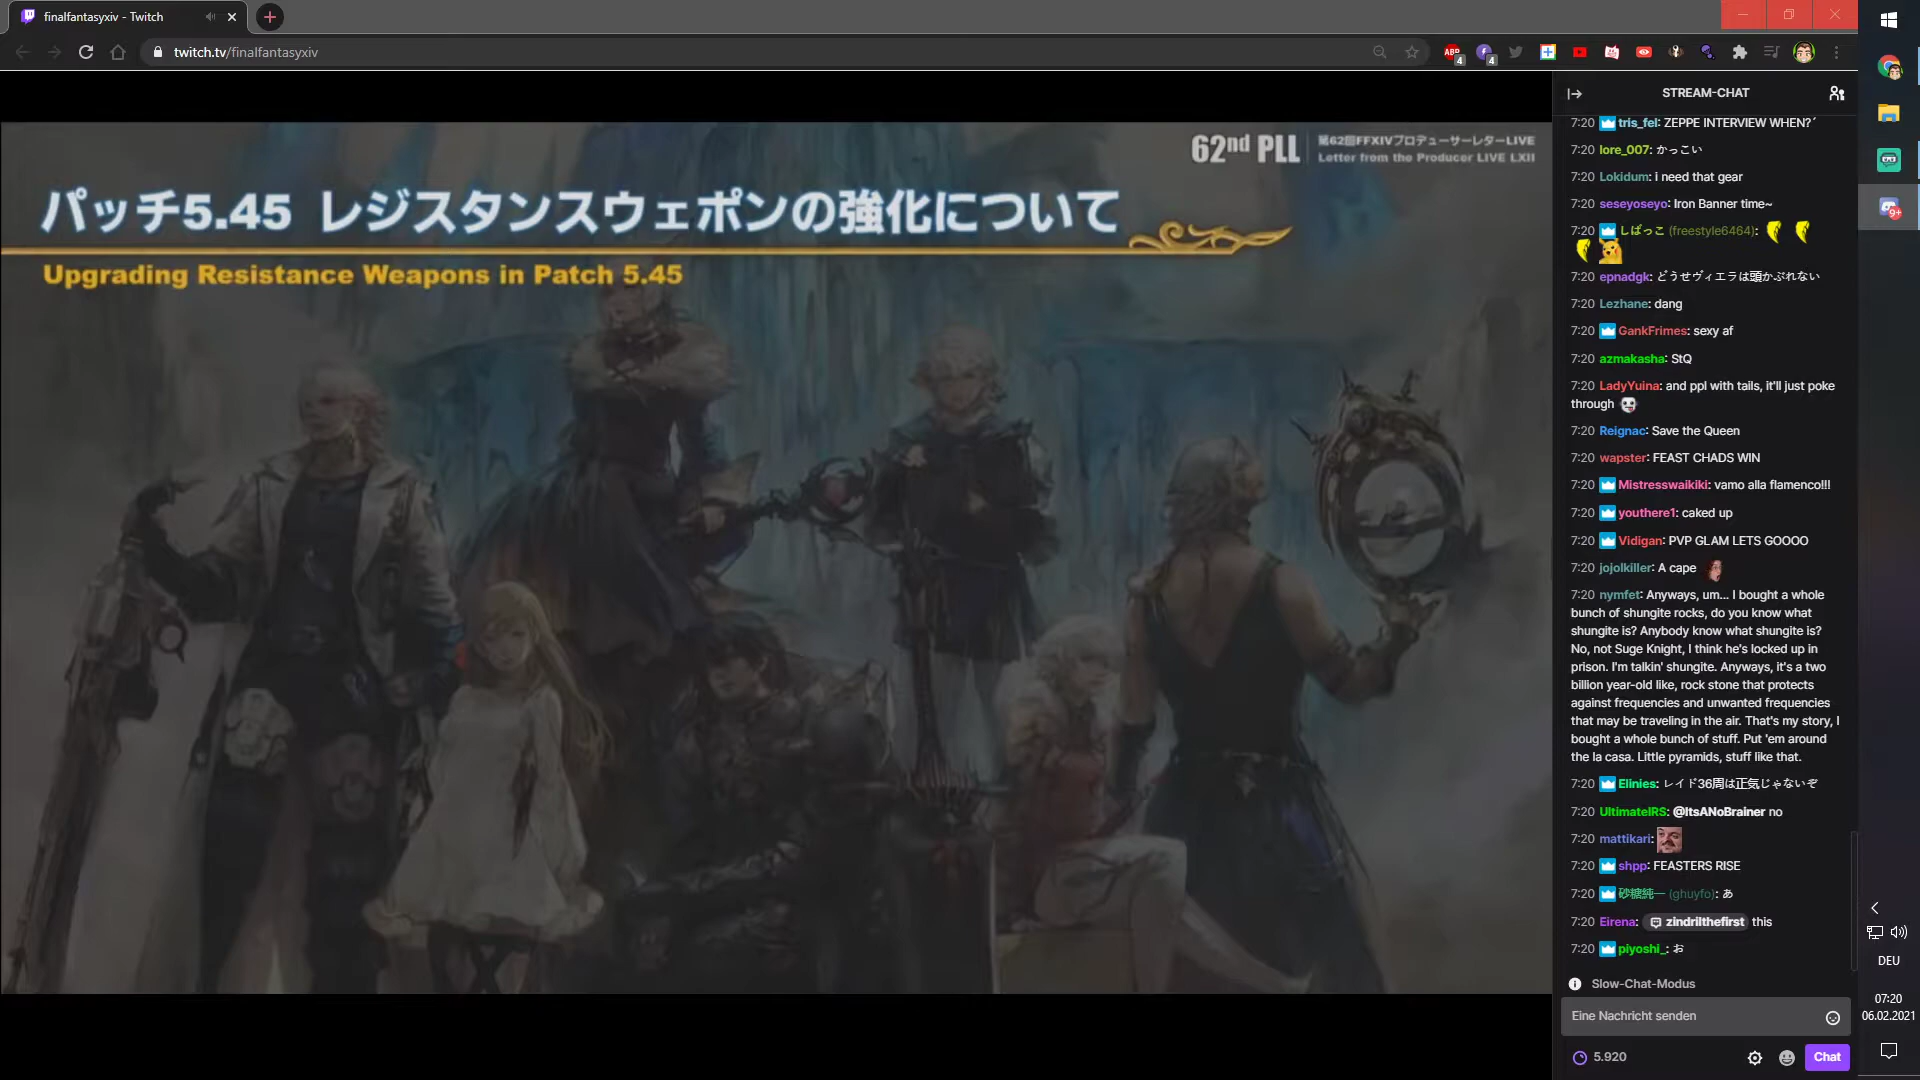 finalfantasyxiv - Twitch
twitch.tv/finalfantasyxiv
ABP
4
4
62nd PLL
第62回FFXIVプロデューサーレターLIVE
Letter from the Producer LIVE LXII
パッチ5.45 レジスタンスウェポンの強化について
Upgrading Resistance Weapons in Patch 5.45
STREAM-CHAT
7:20 tris_fel: ZEPPE INTERVIEW WHEN?´
7:20 lore_007: かっこい
7:20 Lokidum: i need that gear
7:20 seseyoseyo: Iron Banner time~
7:20 しばっこ (freestyle6464):
7:20 epnadgk: どうせヴィエラは頭かぶれない
7:20 Lezhane: dang
7:20 GankFrimes: sexy af
7:20 azmakasha: StQ
7:20 LadyYuina: and ppl with tails, it'll just poke
through
7:20 Reignac: Save the Queen
7:20 wapster: FEAST CHADS WIN
7:20 Mistresswaikiki: vamo alla flamenco!!!
7:20 youthere1: caked up
7:20 Vidigan: PVP GLAM LETS GOOOO
7:20 jojolkiller: A cape
7:20 nymfet: Anyways, um... I bought a whole
bunch of shungite rocks, do you know what
shungite is? Anybody know what shungite is?
No, not Suge Knight, I think he's locked up in
prison. I'm talkin' shungite. Anyways, it's a two
billion year-old like, rock stone that protects
against frequencies and unwanted frequencies
that may be traveling in the air. That's my story, I
bought a whole bunch of stuff. Put 'em around
the la casa. Little pyramids, stuff like that.
7:20 Elinies: レイド36周は正気じゃないぞ
7:20 UltimateIRS: @ItsANoBrainer no
7:20 mattikari:
7:20 shpp: FEASTERS RISE
7:20 砂糖純一 (ghuyfo): あ
7:20 Eirena: zindrilthefirst this
7:20 piyoshi_: お
Slow-Chat-Modus
Eine Nachricht senden
5.920
Chat
9+
DEU
07:20
06.02.2021